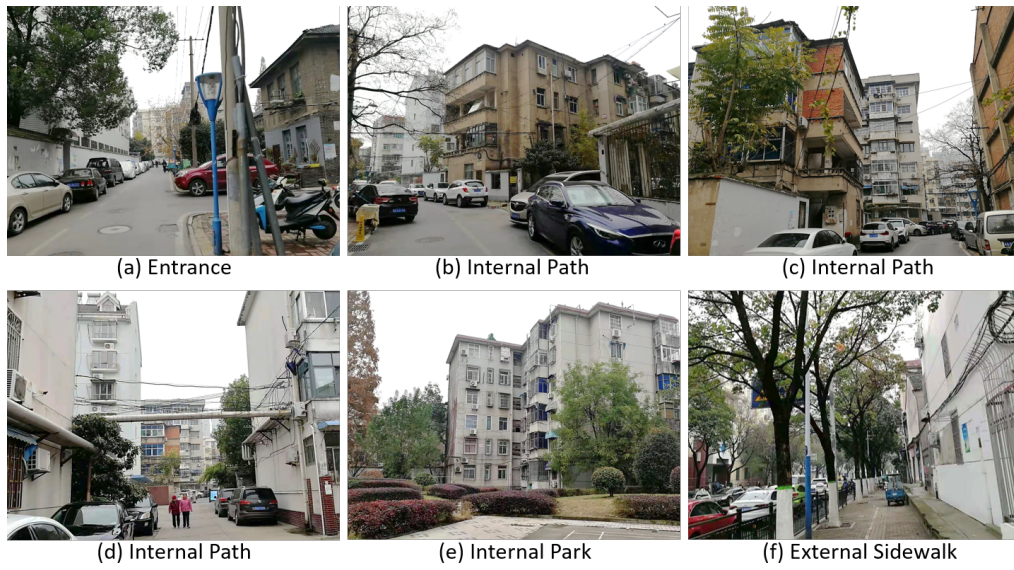 (a) Entrance
(b) Internal Path
(c) Internal Path
(d) Internal Path
(e) Internal Park
(f) External Sidewalk